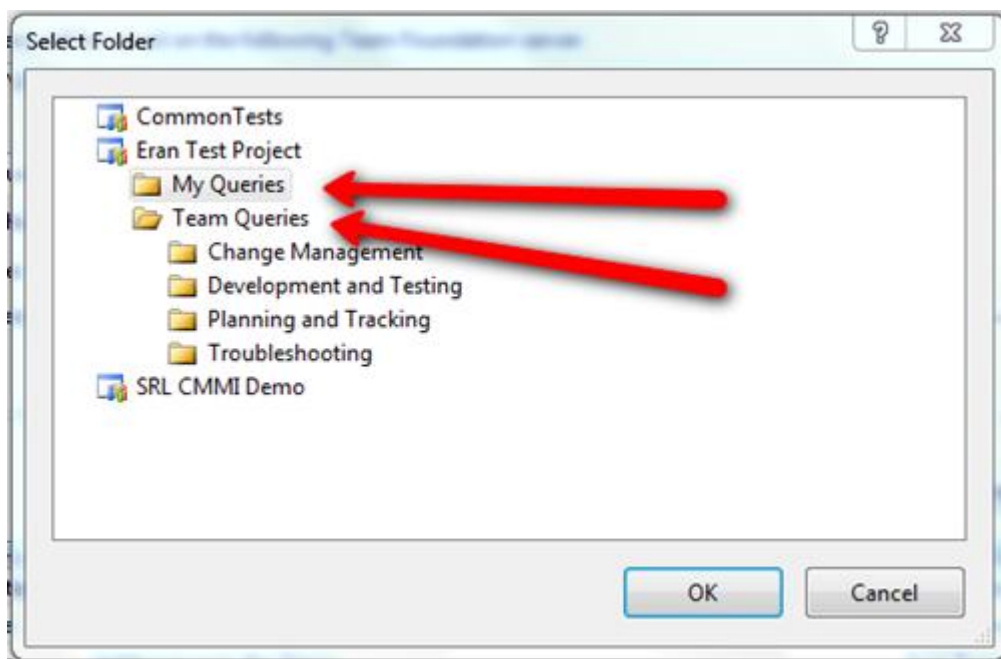 Select Folder
CommonTests
Eran Test Project
My Queries
Team Queries
Change Management
Development and Testing
Planning and Tracking
Troubleshooting
SRL CMMI Demo
OK
Cancel